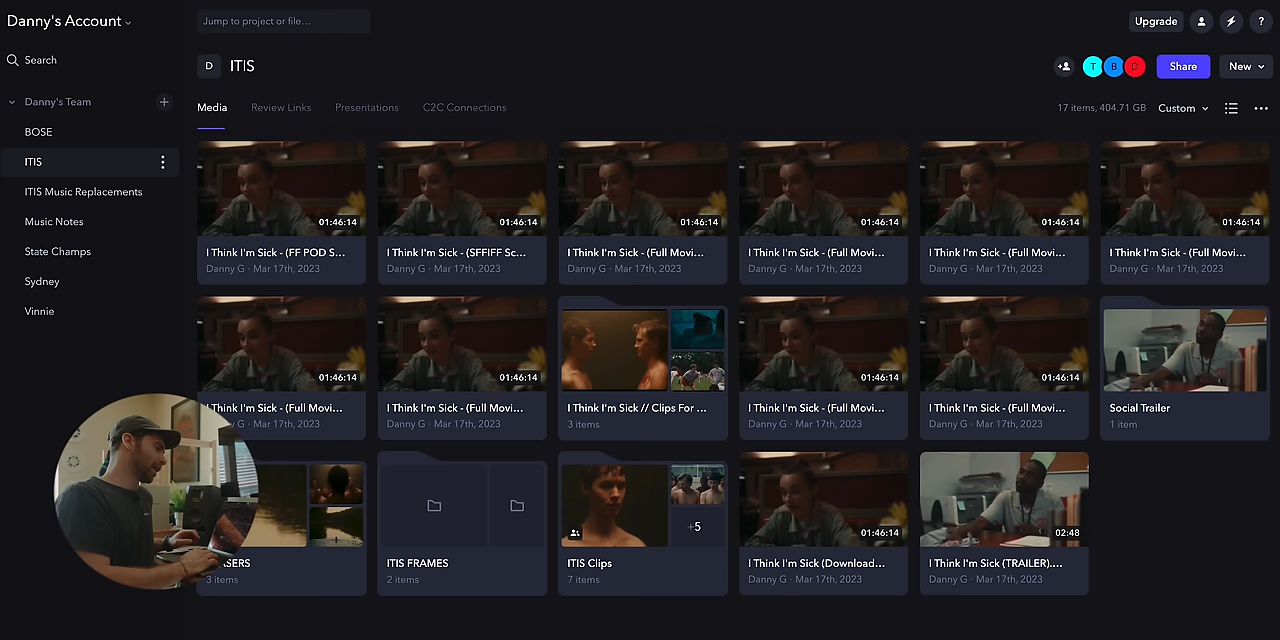 Danny's Account
Jump to project or file...
Upgrade
?
Search
D
ITIS
T
B
D
Share
New
Danny's Team
Media
Review Links
Presentations
C2C Connections
17 items, 404.71 GB
Custom
BOSE
ITIS
ITIS Music Replacements
Music Notes
State Champs
Sydney
Vinnie
01:46:14
01:46:14
01:46:14
01:46:14
01:46:14
01:46:14
I Think I'm Sick - (FF POD S...
I Think I'm Sick - (SFFIFF Sc...
I Think I'm Sick - (Full Movi...
I Think I'm Sick - (Full Movi...
I Think I'm Sick - (Full Movi...
I Think I'm Sick - (Full Movi...
Danny G · Mar 17th, 2023
Danny G · Mar 17th, 2023
Danny G · Mar 17th, 2023
Danny G · Mar 17th, 2023
Danny G · Mar 17th, 2023
Danny G · Mar 17th, 2023
01:46:14
01:46:14
01:46:14
01:46:14
I Think I'm Sick - (Full Movi...
I Think I'm Sick - (Full Movi...
I Think I'm Sick // Clips For ...
I Think I'm Sick - (Full Movi...
I Think I'm Sick - (Full Movi...
Social Trailer
Danny G · Mar 17th, 2023
Danny G · Mar 17th, 2023
3 items
Danny G · Mar 17th, 2023
Danny G · Mar 17th, 2023
1 item
+5
01:46:14
02:48
ASERS
ITIS FRAMES
ITIS Clips
I Think I'm Sick (Download...
I Think I'm Sick (TRAILER)....
3 items
2 items
7 items
Danny G · Mar 17th, 2023
Danny G · Mar 17th, 2023